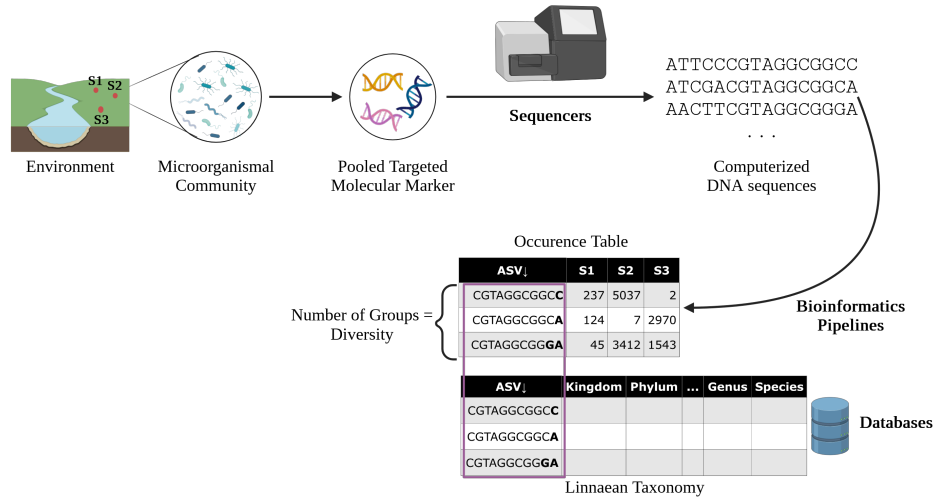 S1
S2
S3
Environment
Microorganismal
Community
Pooled Targeted
Molecular Marker
Sequencers
ATTCCCGTAGGCGGCC
ATCGACGTAGGCGGCA
AACTTCGTAGGCGGGA
. . .
Computerized
DNA sequences
Bioinformatics
Pipelines
Occurence Table
ASV↓ S1 S2 S3
CGTAGGCGGCC 237 5037 2
CGTAGGCGGCA 124 7 2970
CGTAGGCGGGA 45 3412 1543
Number of Groups =
Diversity
ASV↓ Kingdom Phylum ... Genus Species
CGTAGGCGGCC
CGTAGGCGGCA
CGTAGGCGGGA
Databases
Linnaean Taxonomy